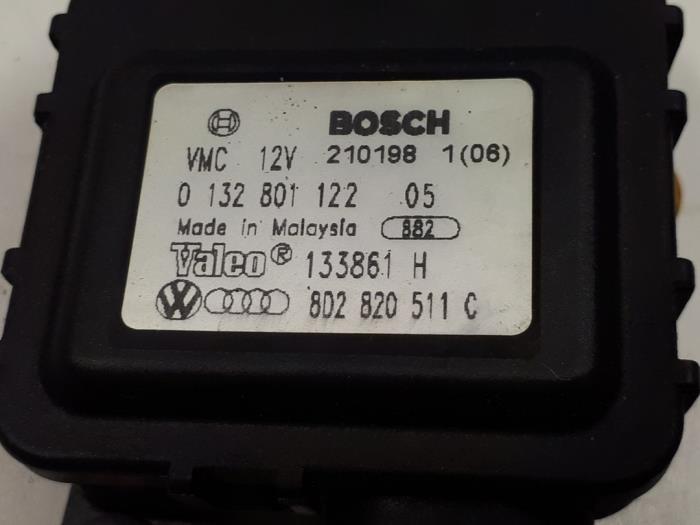 BOSCH
VMC 12V 210198 1(06)
0 132 801 122 05
Made in Malaysia 882
Valeo® 133861 H
VW 8D2 820 511 C